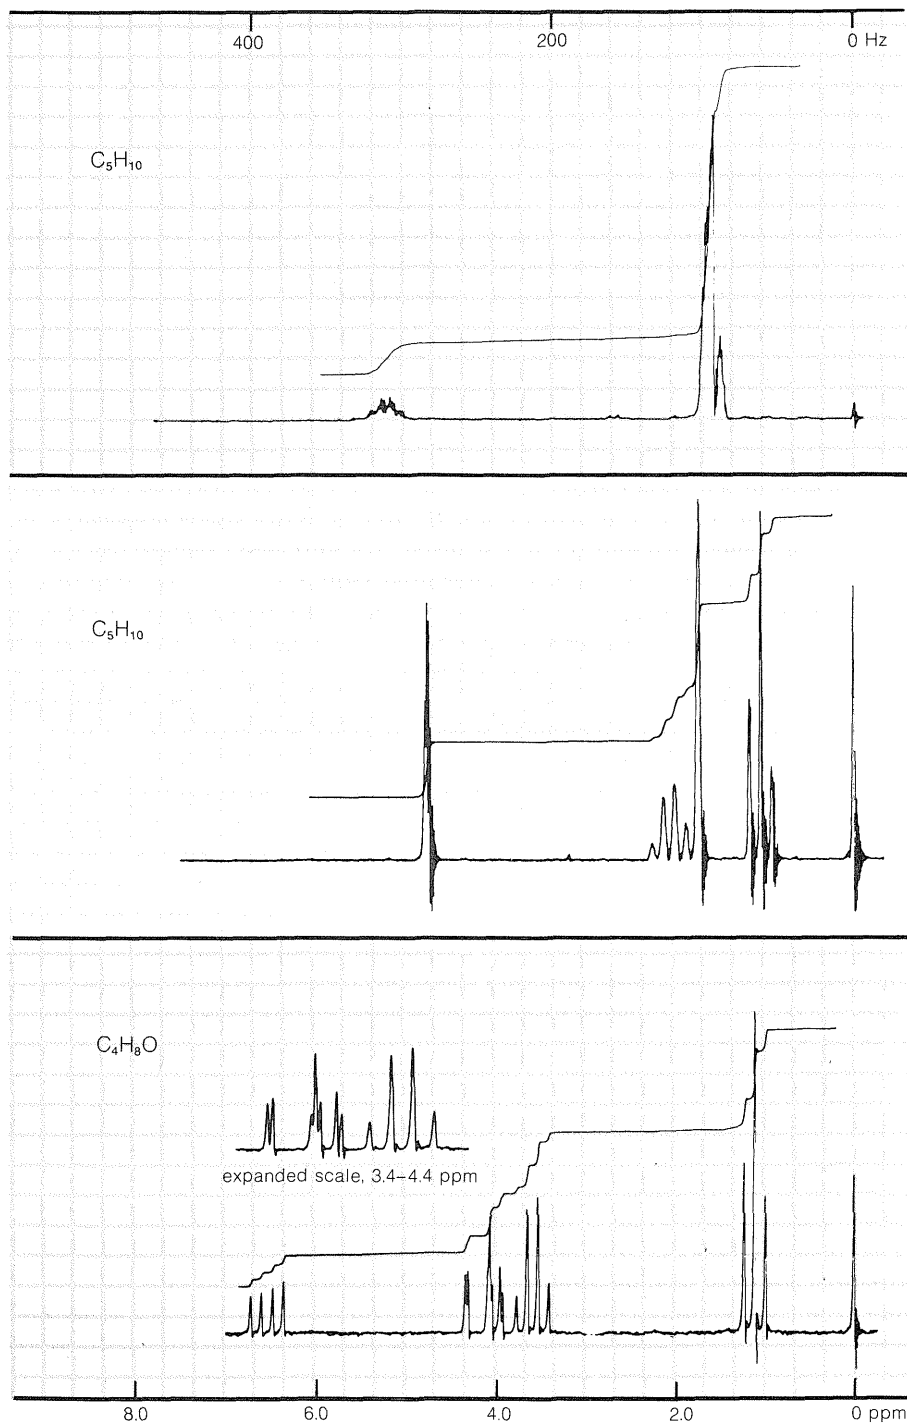 400 200 0 Hz
C₅H₁₀
C₅H₁₀
C₄H₈O
expanded scale, 3.4–4.4 ppm
8.0 6.0 4.0 2.0 0 ppm